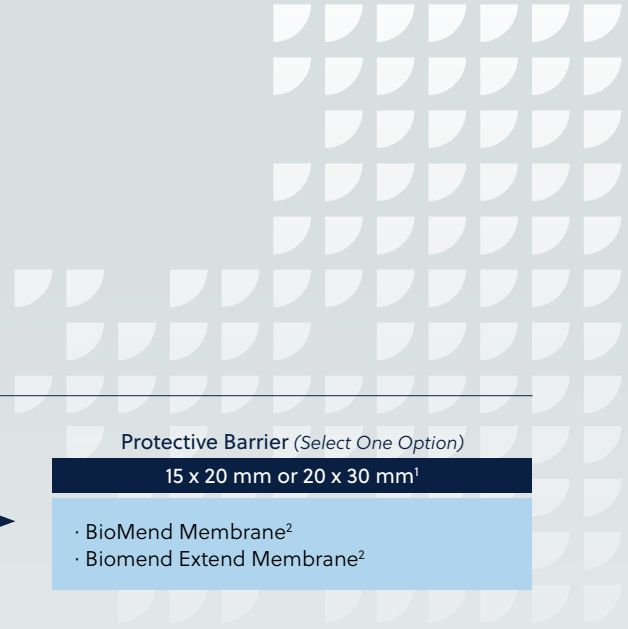 Protective Barrier (Select One Option)
15 x 20 mm or 20 x 30 mm¹
· BioMend Membrane²
· Biomend Extend Membrane²